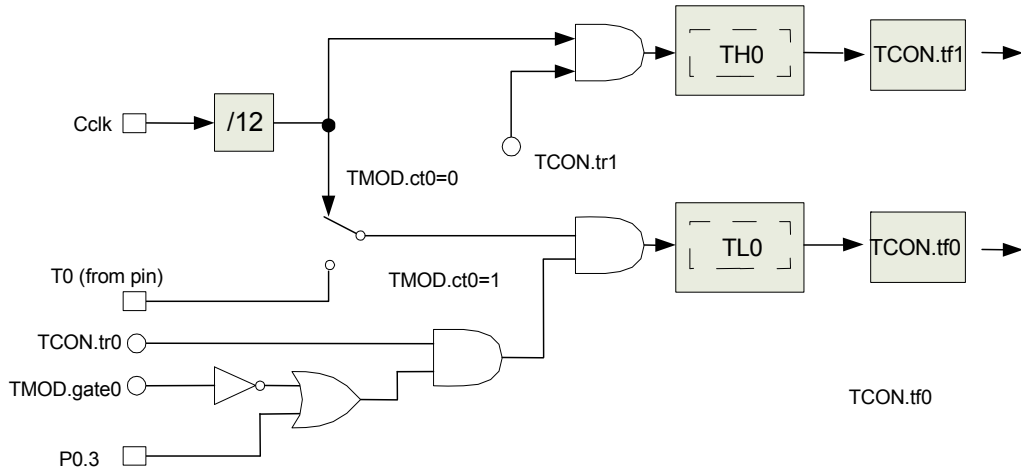 TH0
TCON.tf1
/12
Cclk
TCON.tr1
TMOD.ct0=0
TL0
TCON.tf0
T0 (from pin)
TMOD.ct0=1
TCON.tr0
TMOD.gate0
TCON.tf0
P0.3